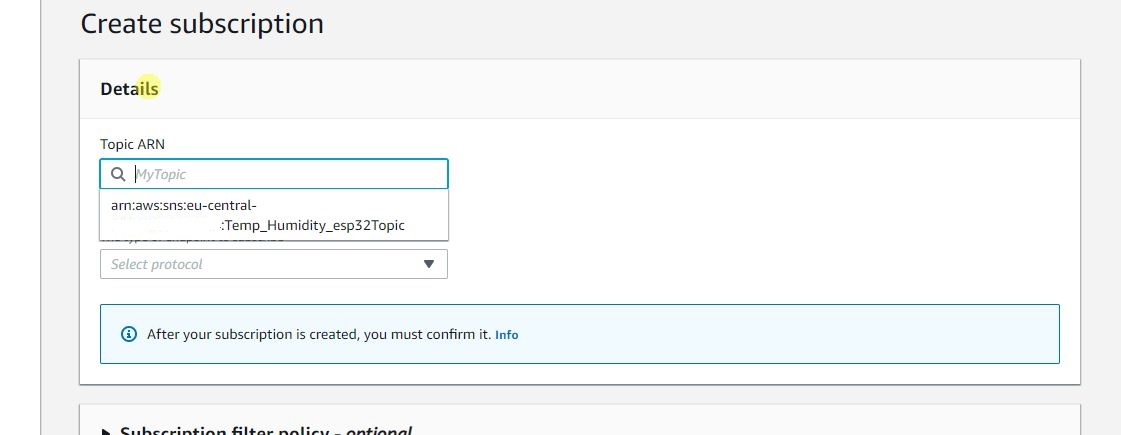 Create subscription
Details
Topic ARN
MyTopic
arn:aws:sns:eu-central-
:Temp_Humidity_esp32Topic
Select protocol
After your subscription is created, you must confirm it. Info
Subscription filter policy - optional